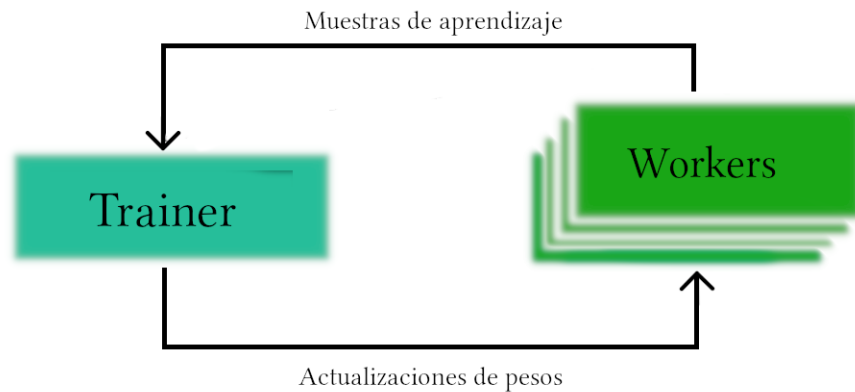 Muestras de aprendizaje
Trainer
Workers
Actualizaciones de pesos